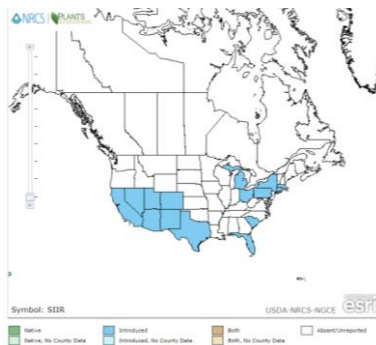 NRCS PLANTS
Symbol: SIIR
USDA-NRCS-NGCE
esri
Native
Introduced
Both
Absent/Unreported
Native, No County Data
Introduced, No County Data
Both, No County Data